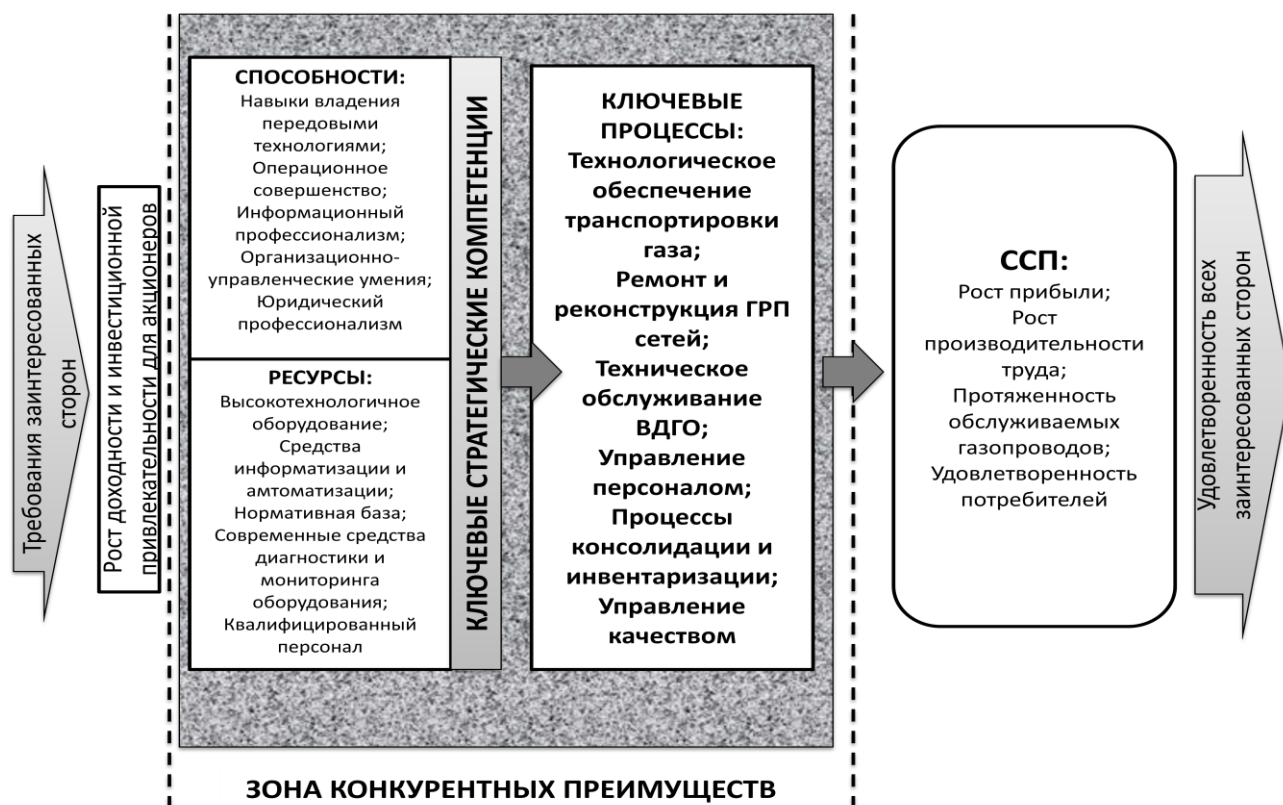 Требования заинтересованных
сторон
Рост доходности и инвестиционной
привлекательности для акционеров
СПОСОБНОСТИ:
Навыки владения
передовыми
технологиями;
Операционное
совершенство;
Информационный
профессионализм;
Организационно-
управленческие умения;
Юридический
профессионализм
РЕСУРСЫ:
Высокотехнологичное
оборудование;
Средства
информатизации и
амтоматизации;
Нормативная база;
Современные средства
диагностики и
мониторинга
оборудования;
Квалифицированный
персонал
КЛЮЧЕВЫЕ СТРАТЕГИЧЕСКИЕ КОМПЕТЕНЦИИ
КЛЮЧЕВЫЕ
ПРОЦЕССЫ:
Технологическое
обеспечение
транспортировки
газа;
Ремонт и
реконструкция ГРП
сетей;
Техническое
обслуживание
ВДГО;
Управление
персоналом;
Процессы
консолидации и
инвентаризации;
Управление
качеством
ССП:
Рост прибыли;
Рост
производительности
труда;
Протяженность
обслуживаемых
газопроводов;
Удовлетворенность
потребителей
Удовлетворенность всех
заинтересованных сторон
ЗОНА КОНКУРЕНТНЫХ ПРЕИМУЩЕСТВ